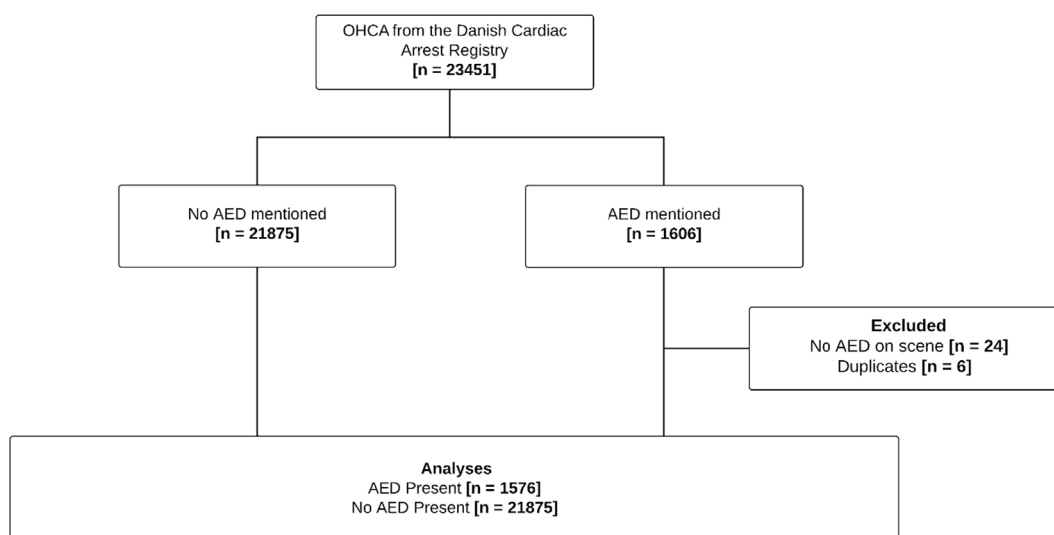 OHCA from the Danish Cardiac
Arrest Registry
[n = 23451]
No AED mentioned
[n = 21875]
AED mentioned
[n = 1606]
Excluded
No AED on scene [n = 24]
Duplicates [n = 6]
Analyses
AED Present [n = 1576]
No AED Present [n = 21875]